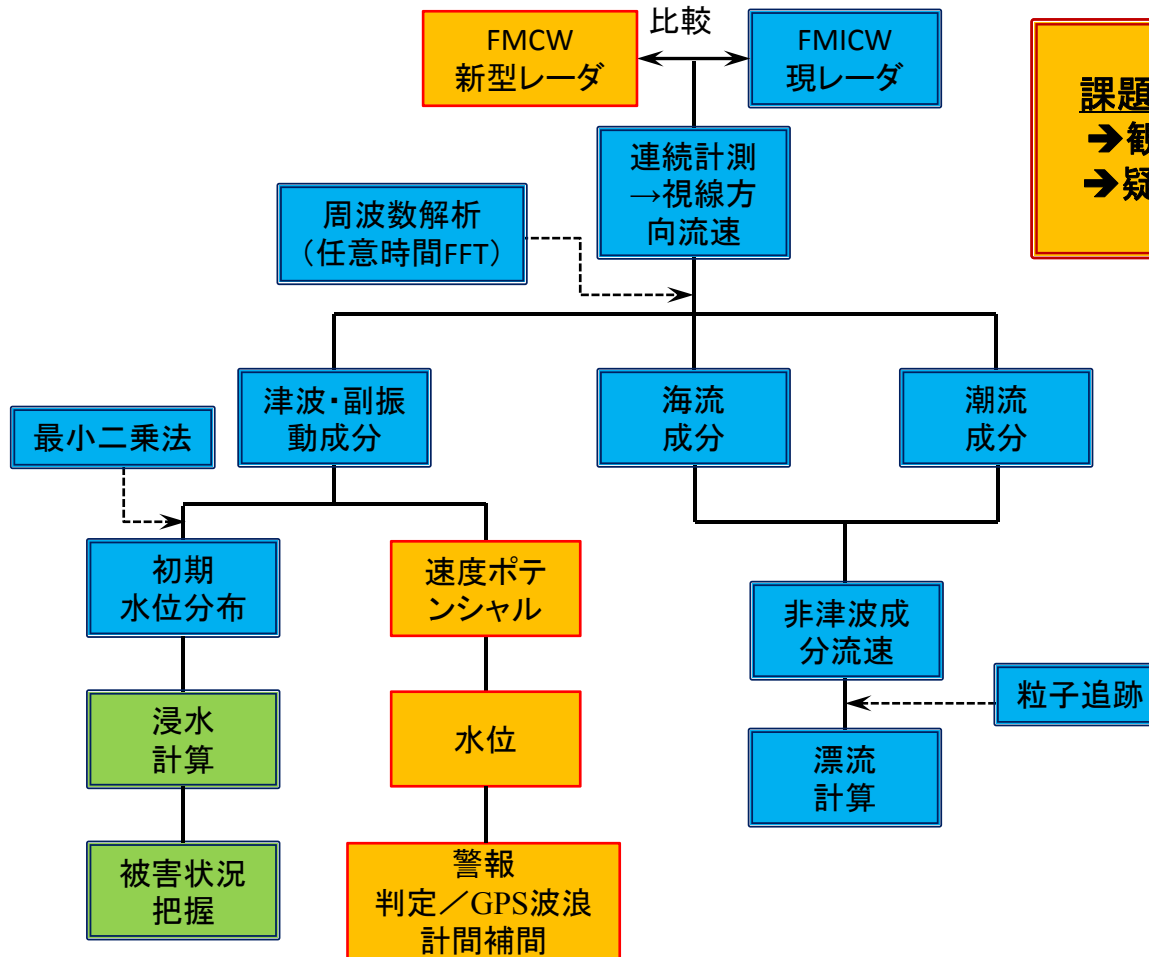 比較
FMCW
新型レーダ
FMICW
現レーダ
課題
➔観
➔疑
連続計測
→視線方
向流速
周波数解析
（任意時間FFT）
津波・副振
動成分
海流
成分
潮流
成分
最小二乗法
初期
水位分布
速度ポテ
ンシャル
非津波成
分流速
粒子追跡
浸水
計算
水位
漂流
計算
被害状況
把握
警報
判定／GPS波浪
計間補間